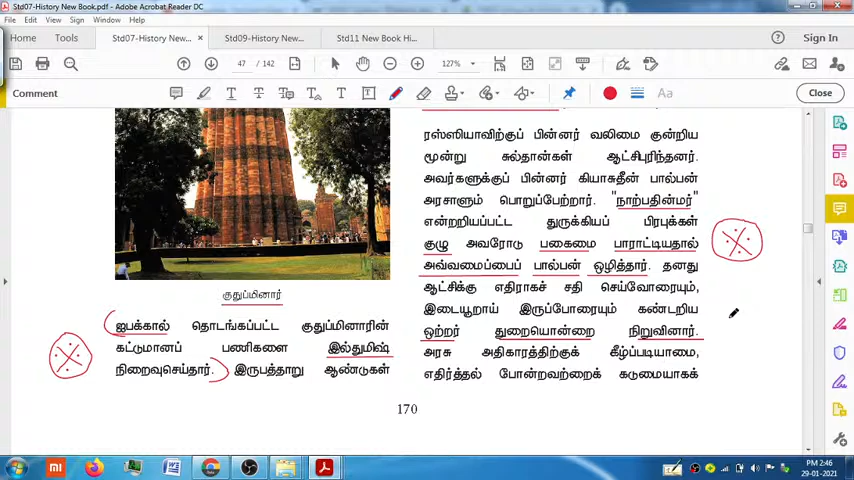 Std07-History New Book.pdf - Adobe Acrobat Reader DC
File Edit View Sign Window Help
Home Tools Std07-History New... × Std09-History New... Std11 New Book Hi... Sign In
47 / 142 127%
Comment Close
ரஸ்ஸியாவிற்குப் பின்னர் வலிமை குன்றிய
மூன்று சுல்தான்கள் ஆட்சிபுரிந்தனர்.
அவர்களுக்குப் பின்னர் கியாசுதீன் பால்பன்
அரசாளும் பொறுப்பேற்றார். "நாற்பதின்மர்"
என்றறியப்பட்ட துருக்கியப் பிரபுக்கள்
குழு அவரோடு பகைமை பாராட்டியதால்
அவ்வமைப்பைப் பால்பன் ஒழித்தார். தனது
ஆட்சிக்கு எதிராகச் சதி செய்வோரையும்,
இடையூறாய் இருப்போரையும் கண்டறிய
ஒற்றர் துறையொன்றை நிறுவினார்.
அரசு அதிகாரத்திற்குக் கீழ்ப்படியாமை,
எதிர்த்தல் போன்றவற்றைக் கடுமையாகக்
குதுப்மினார்
ஐபக்கால் தொடங்கப்பட்ட குதுப்மினாரின்
கட்டுமானப் பணிகளை இல்துமிஷ்
நிறைவுசெய்தார். இருபத்தாறு ஆண்டுகள்
170
PM 2:46
29-01-2021